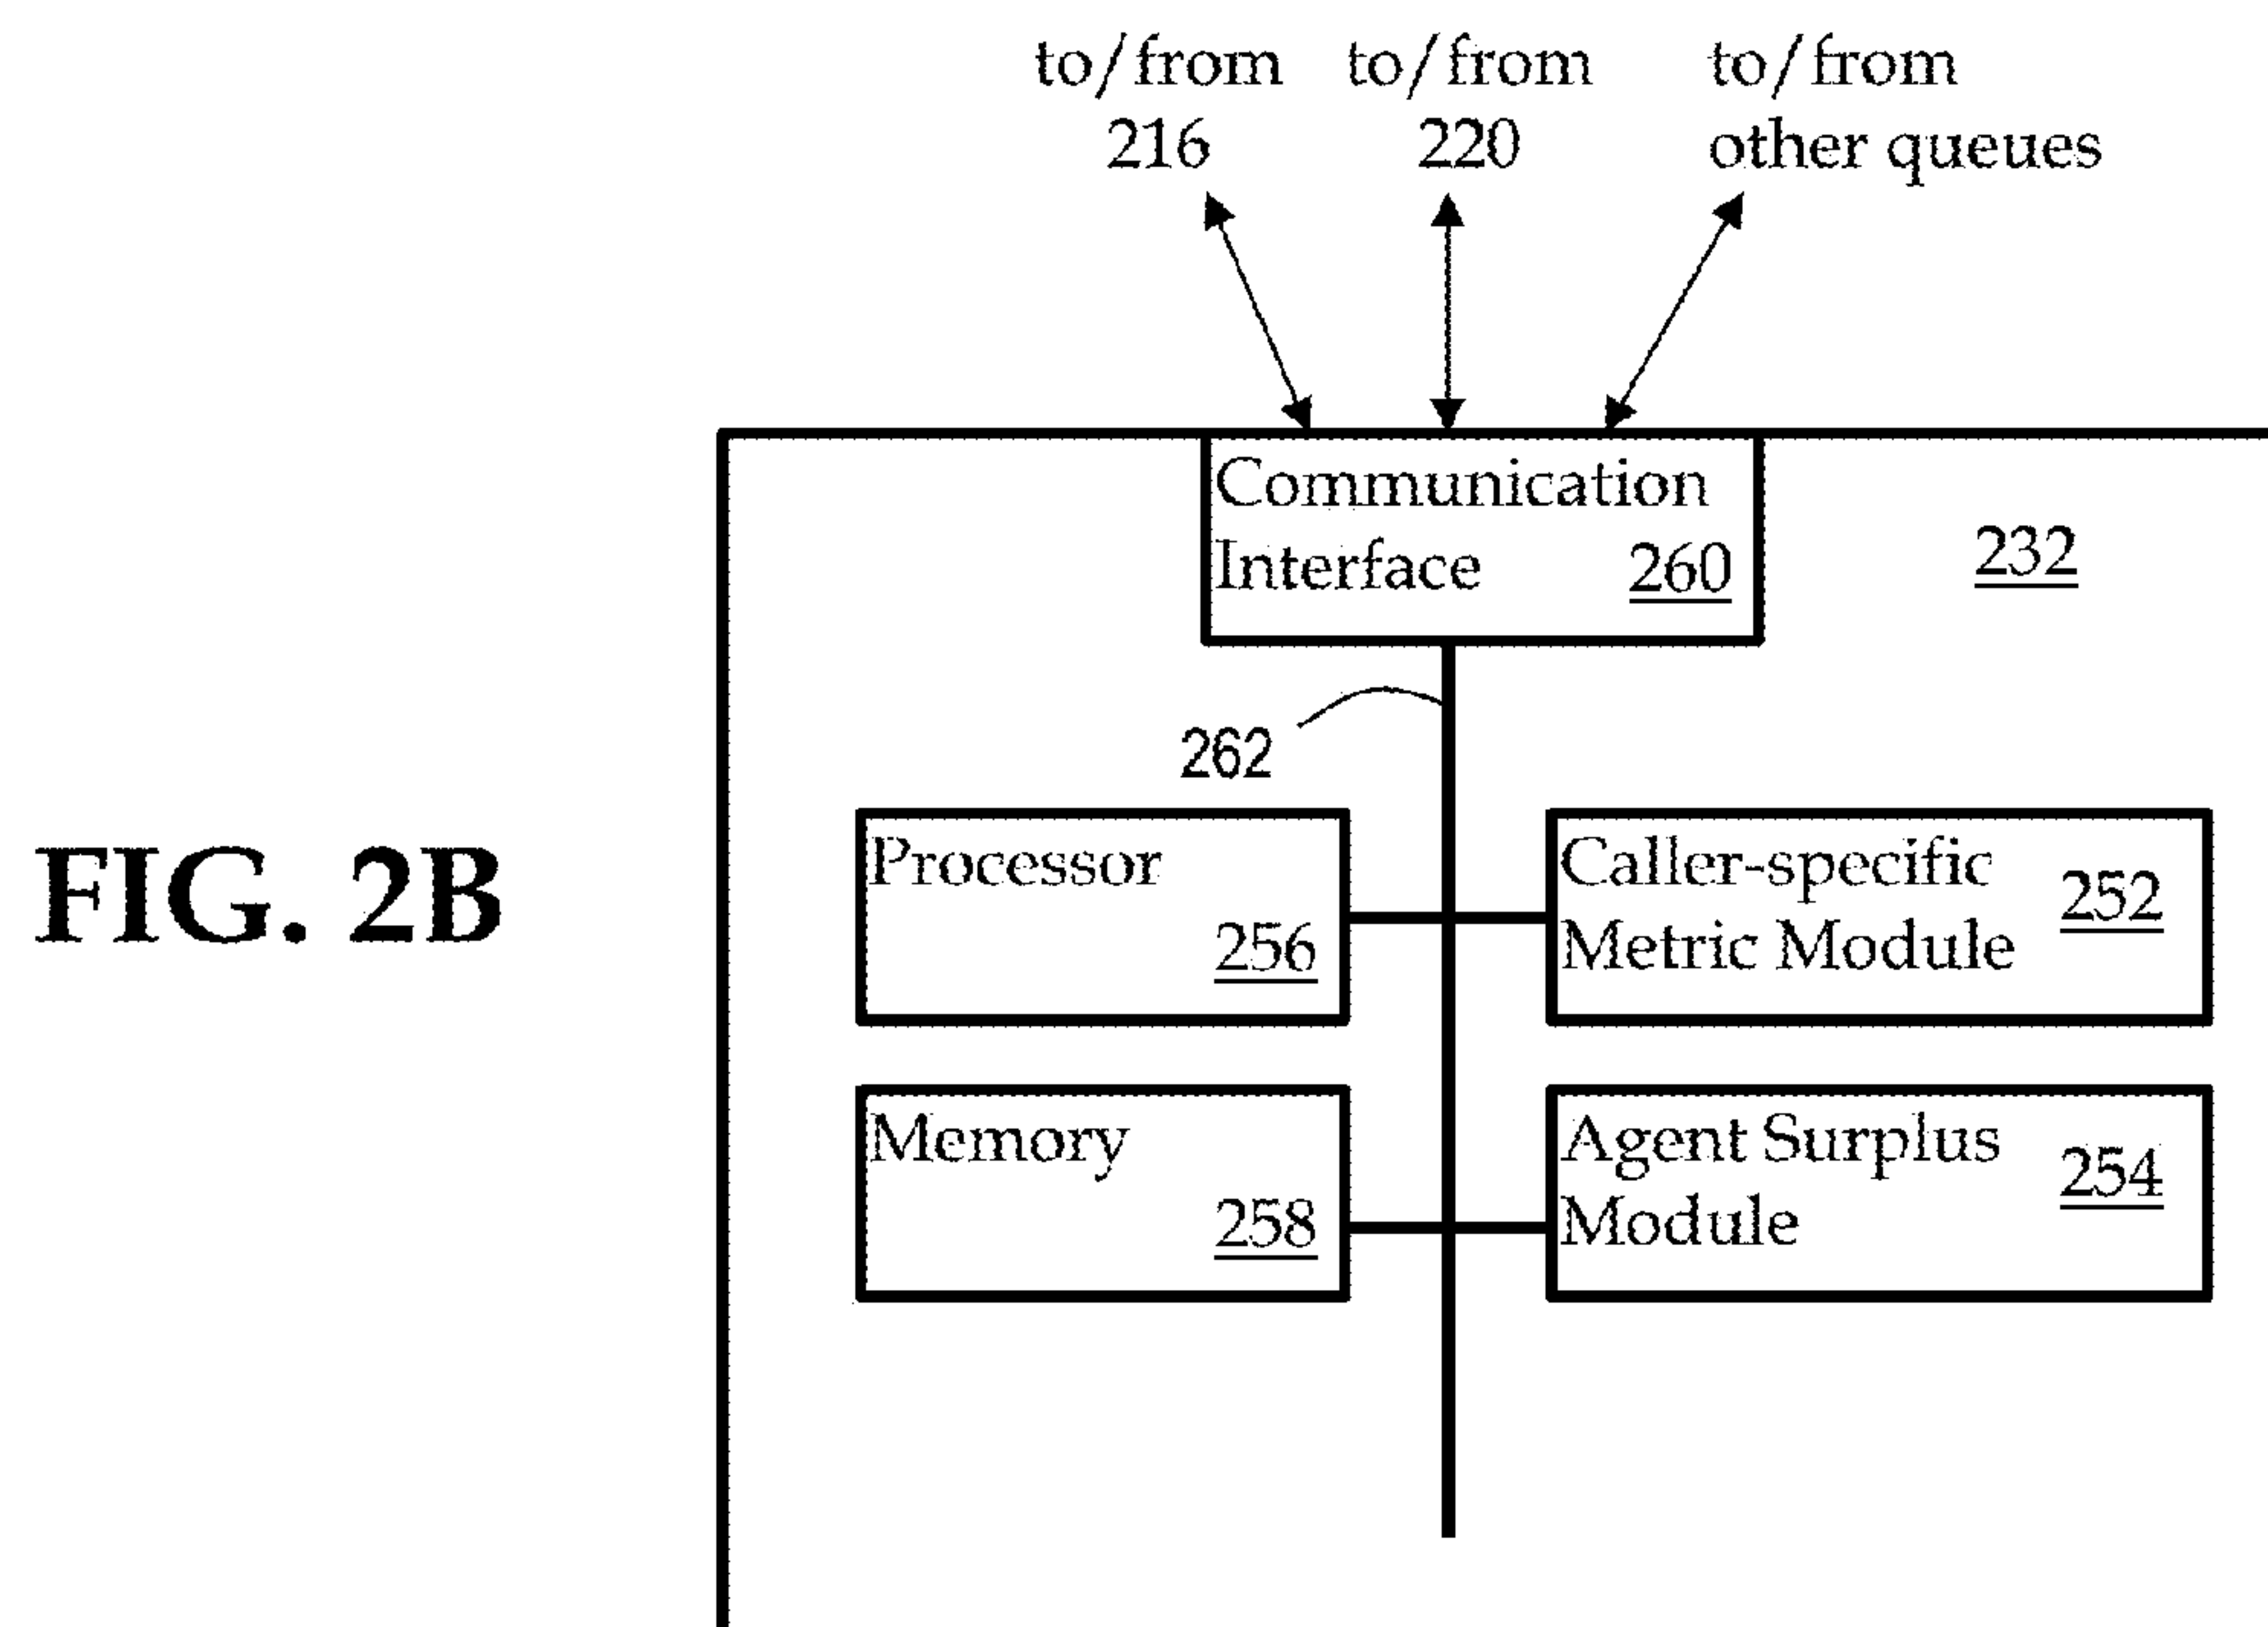 to/from
216
to/from
220
to/from
other queues
Communication
Interface 260
232
262
Processor
256
Caller-specific
Metric Module
252
FIG. 2B
Memory
258
Agent Surplus
Module
254